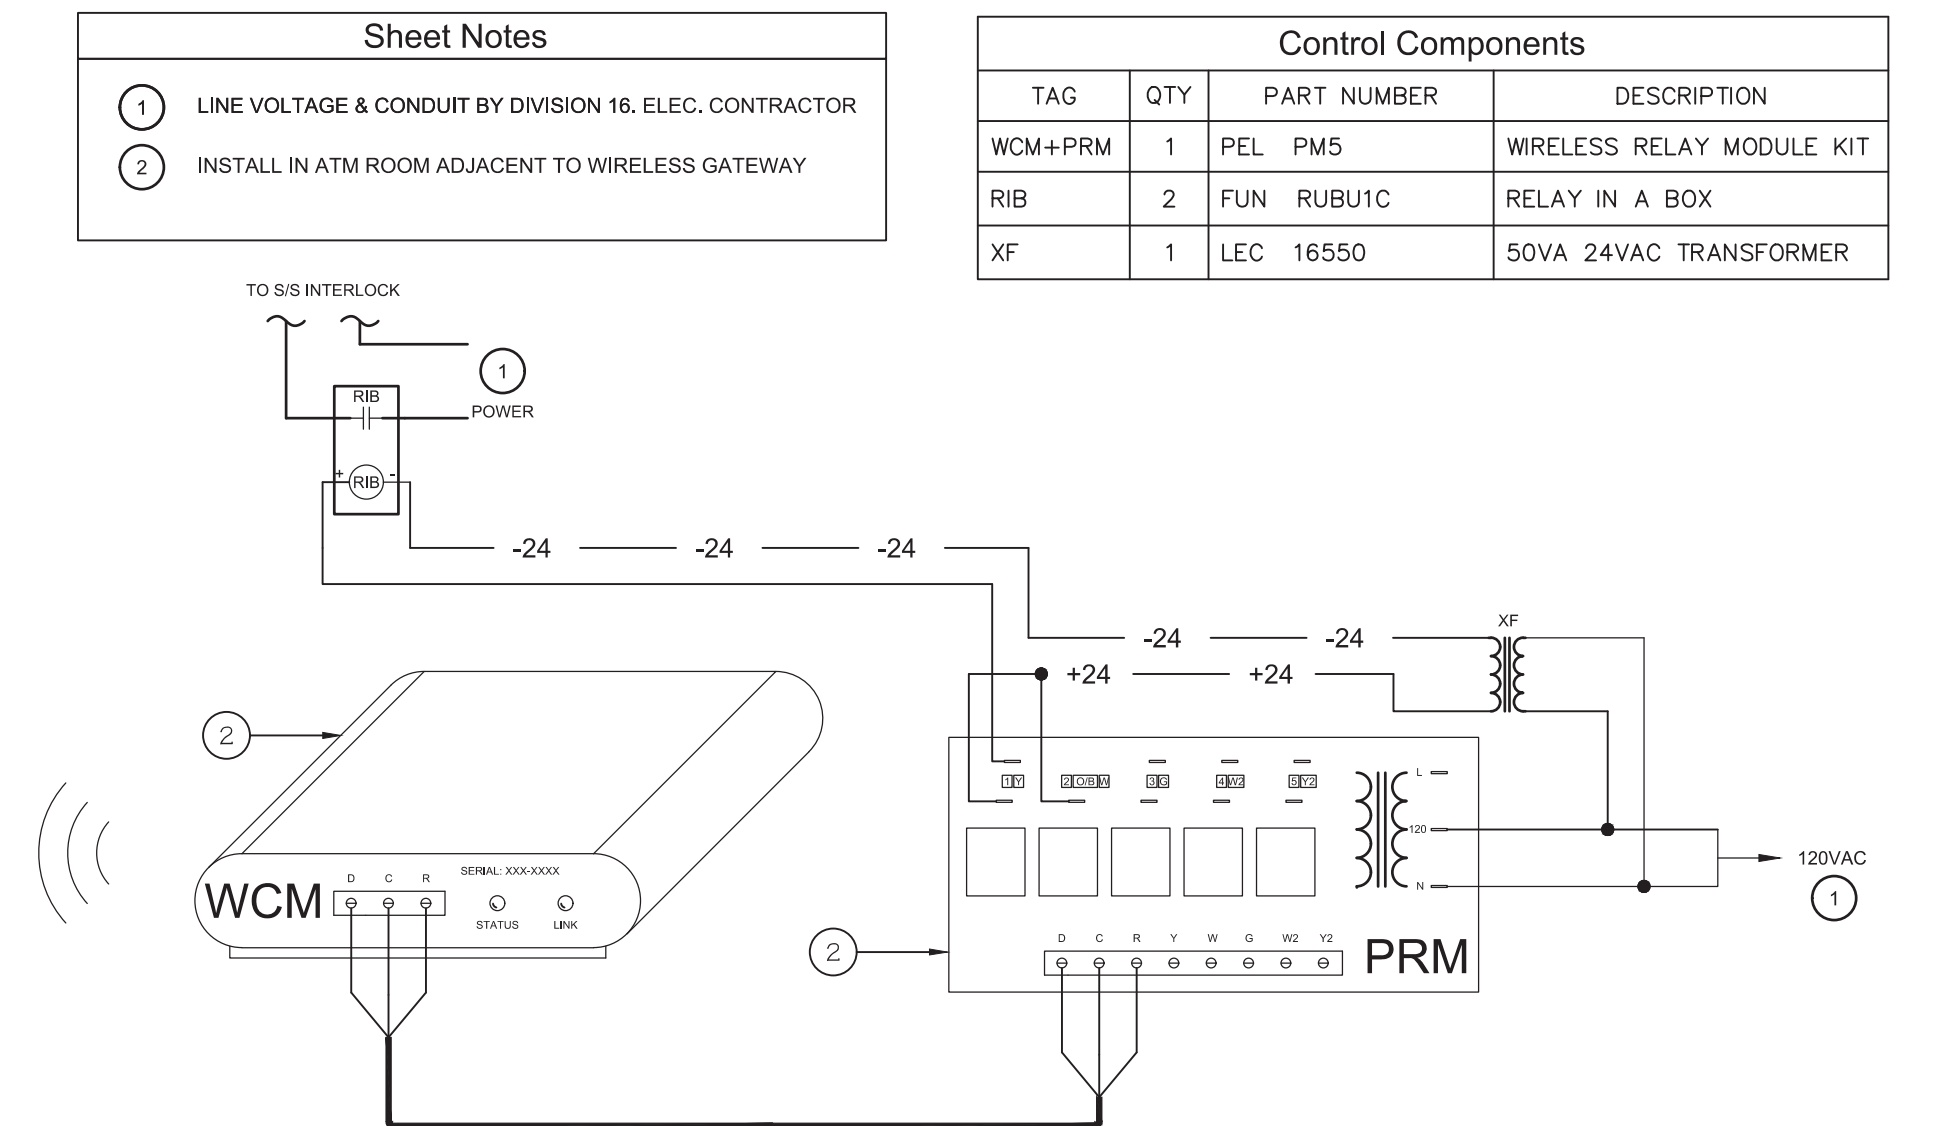 Sheet Notes
1 LINE VOLTAGE & CONDUIT BY DIVISION 16. ELEC. CONTRACTOR
2 INSTALL IN ATM ROOM ADJACENT TO WIRELESS GATEWAY
Control Components
TAG QTY PART NUMBER DESCRIPTION
WCM+PRM 1 PEL PM5 WIRELESS RELAY MODULE KIT
RIB 2 FUN RUBU1C RELAY IN A BOX
XF 1 LEC 16550 50VA 24VAC TRANSFORMER
TO S/S INTERLOCK
1
RIB
POWER
+ RIB -
-24 -24 -24
XF
-24 -24
+24 +24
2
1 Y 2 O/B W 3 G 4 W2 5 Y2
L
120
N
120VAC
1
SERIAL: XXX-XXXX
D C R
WCM
STATUS LINK
2
D C R Y W G W2 Y2
PRM